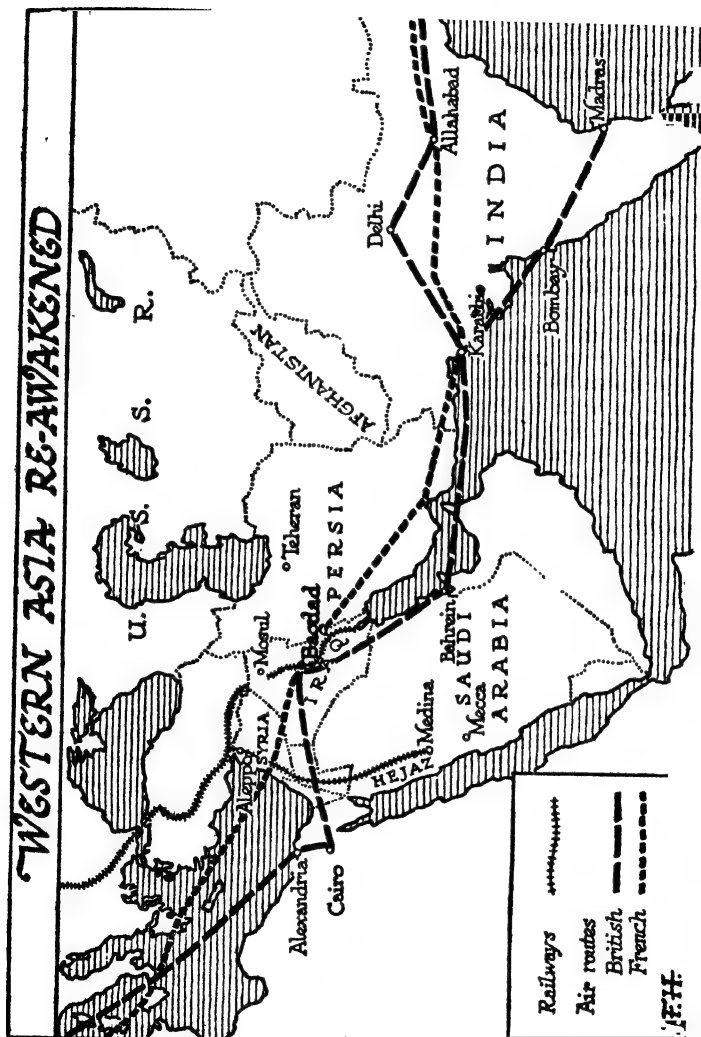 WESTERN ASIA RE-AWAKENED
U. S. S. R.
Teheran
Mosul
Aleppo
SYRIA
Bagdad
IRAQ
PERSIA
AFGHANISTAN
Delhi
Allahabad
INDIA
Karachi
Bombay
Madras
Alexandria
Cairo
HEJAZ
Medina
Mecca
Bahrein
SAUDI
ARABIA
Railways
Air routes
British
French
J.F.H.